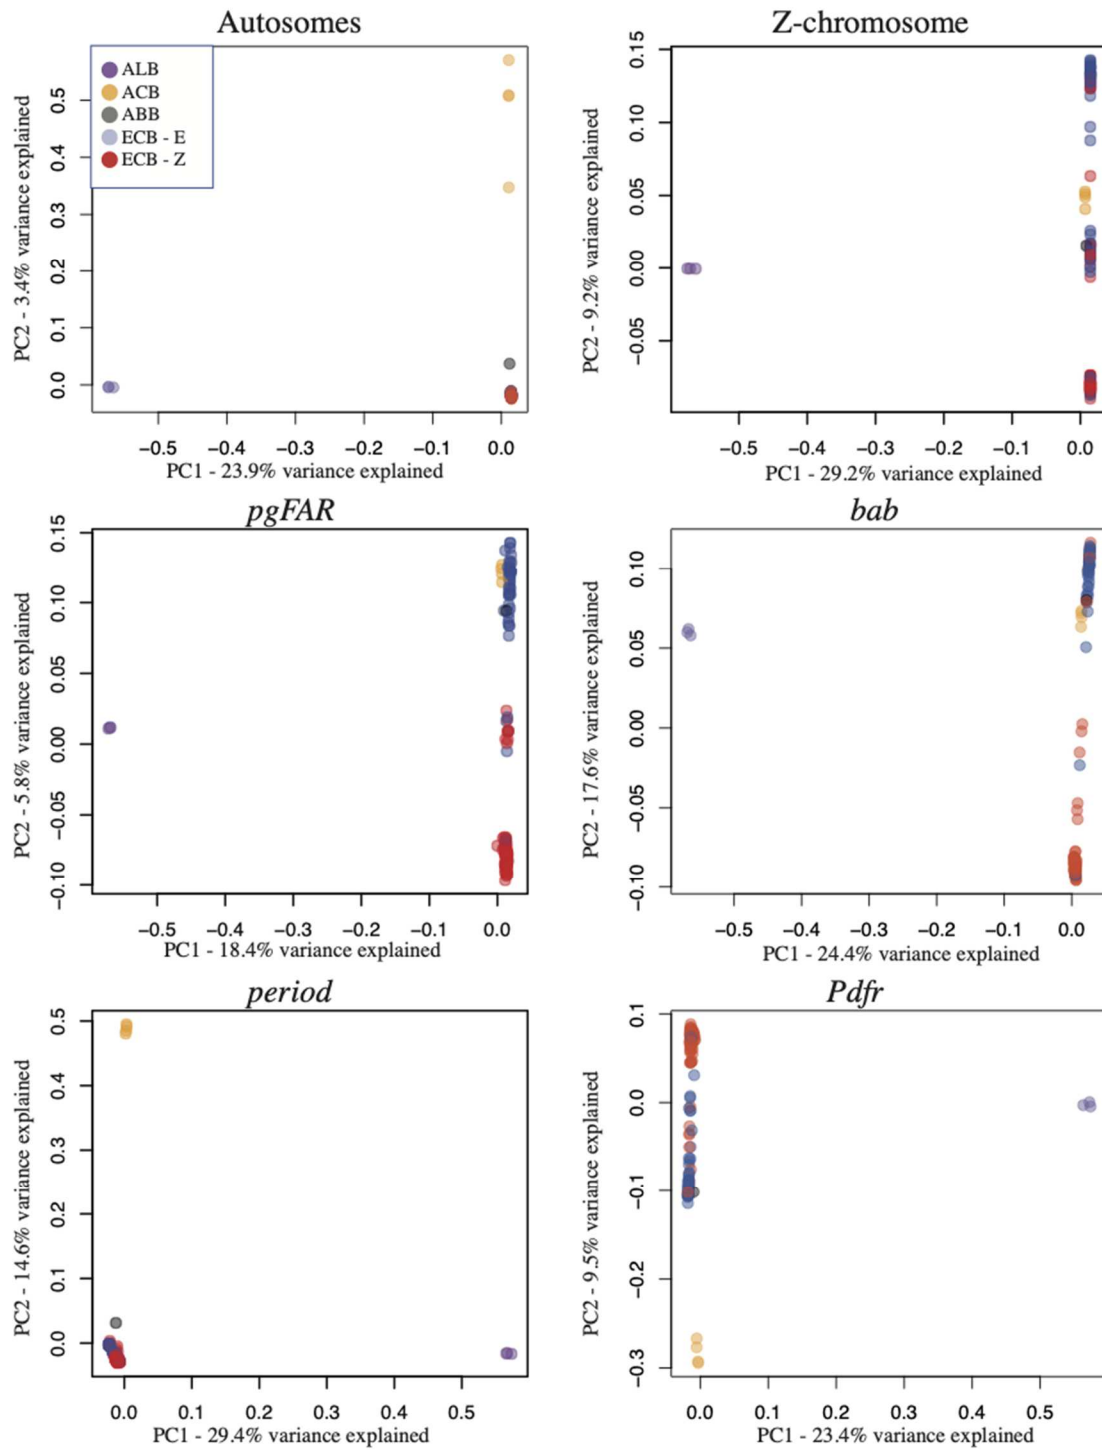 Autosomes
ALB
ACB
ABB
ECB - E
ECB - Z
0.5
0.4
0.3
0.2
0.1
0.0
PC2 - 3.4% variance explained
−0.5 −0.4 −0.3 −0.2 −0.1 0.0
PC1 - 23.9% variance explained
Z-chromosome
0.15
0.10
0.05
0.00
−0.05
PC2 - 9.2% variance explained
−0.5 −0.4 −0.3 −0.2 −0.1 0.0
PC1 - 29.2% variance explained
pgFAR
0.15
0.10
0.05
0.00
−0.05
−0.10
PC2 - 5.8% variance explained
−0.5 −0.4 −0.3 −0.2 −0.1 0.0
PC1 - 18.4% variance explained
bab
0.10
0.05
0.00
−0.05
−0.10
PC2 - 17.6% variance explained
−0.5 −0.4 −0.3 −0.2 −0.1 0.0
PC1 - 24.4% variance explained
period
0.5
0.4
0.3
0.2
0.1
0.0
PC2 - 14.6% variance explained
0.0 0.1 0.2 0.3 0.4 0.5
PC1 - 29.4% variance explained
Pdfr
0.1
0.0
−0.1
−0.2
−0.3
PC2 - 9.5% variance explained
0.0 0.1 0.2 0.3 0.4 0.5
PC1 - 23.4% variance explained